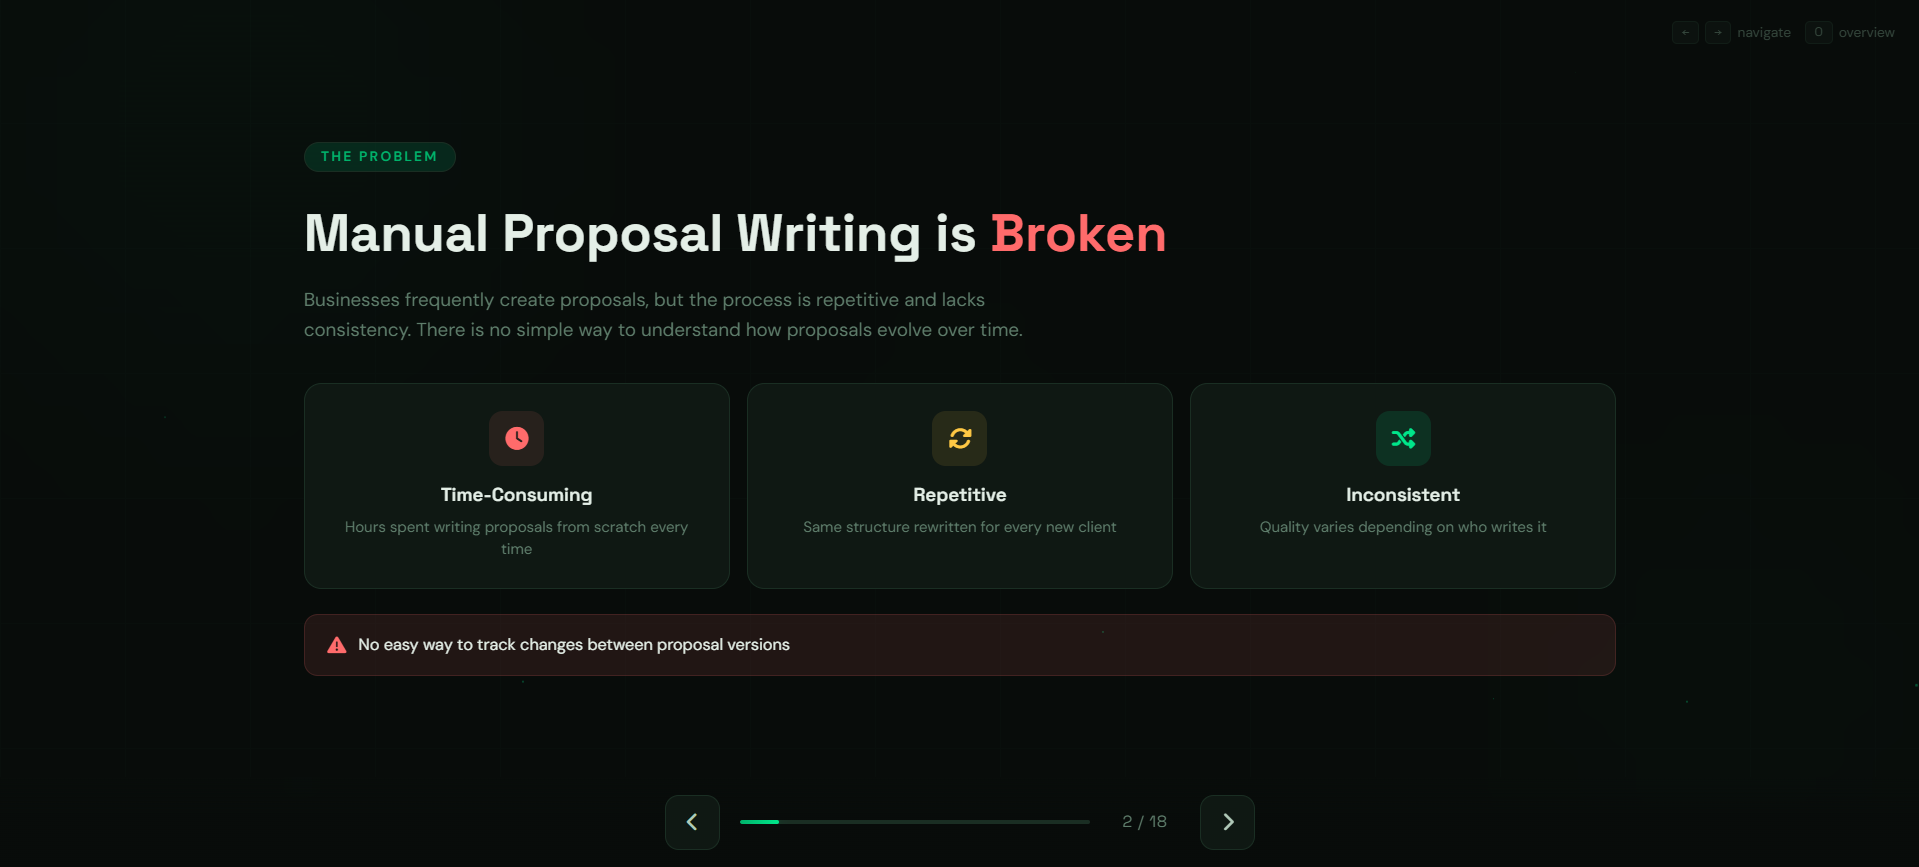 ← → navigate O overview
THE PROBLEM
Manual Proposal Writing is Broken
Businesses frequently create proposals, but the process is repetitive and lacks
consistency. There is no simple way to understand how proposals evolve over time.
Time-Consuming
Hours spent writing proposals from scratch every
time
Repetitive
Same structure rewritten for every new client
Inconsistent
Quality varies depending on who writes it
No easy way to track changes between proposal versions
2 / 18